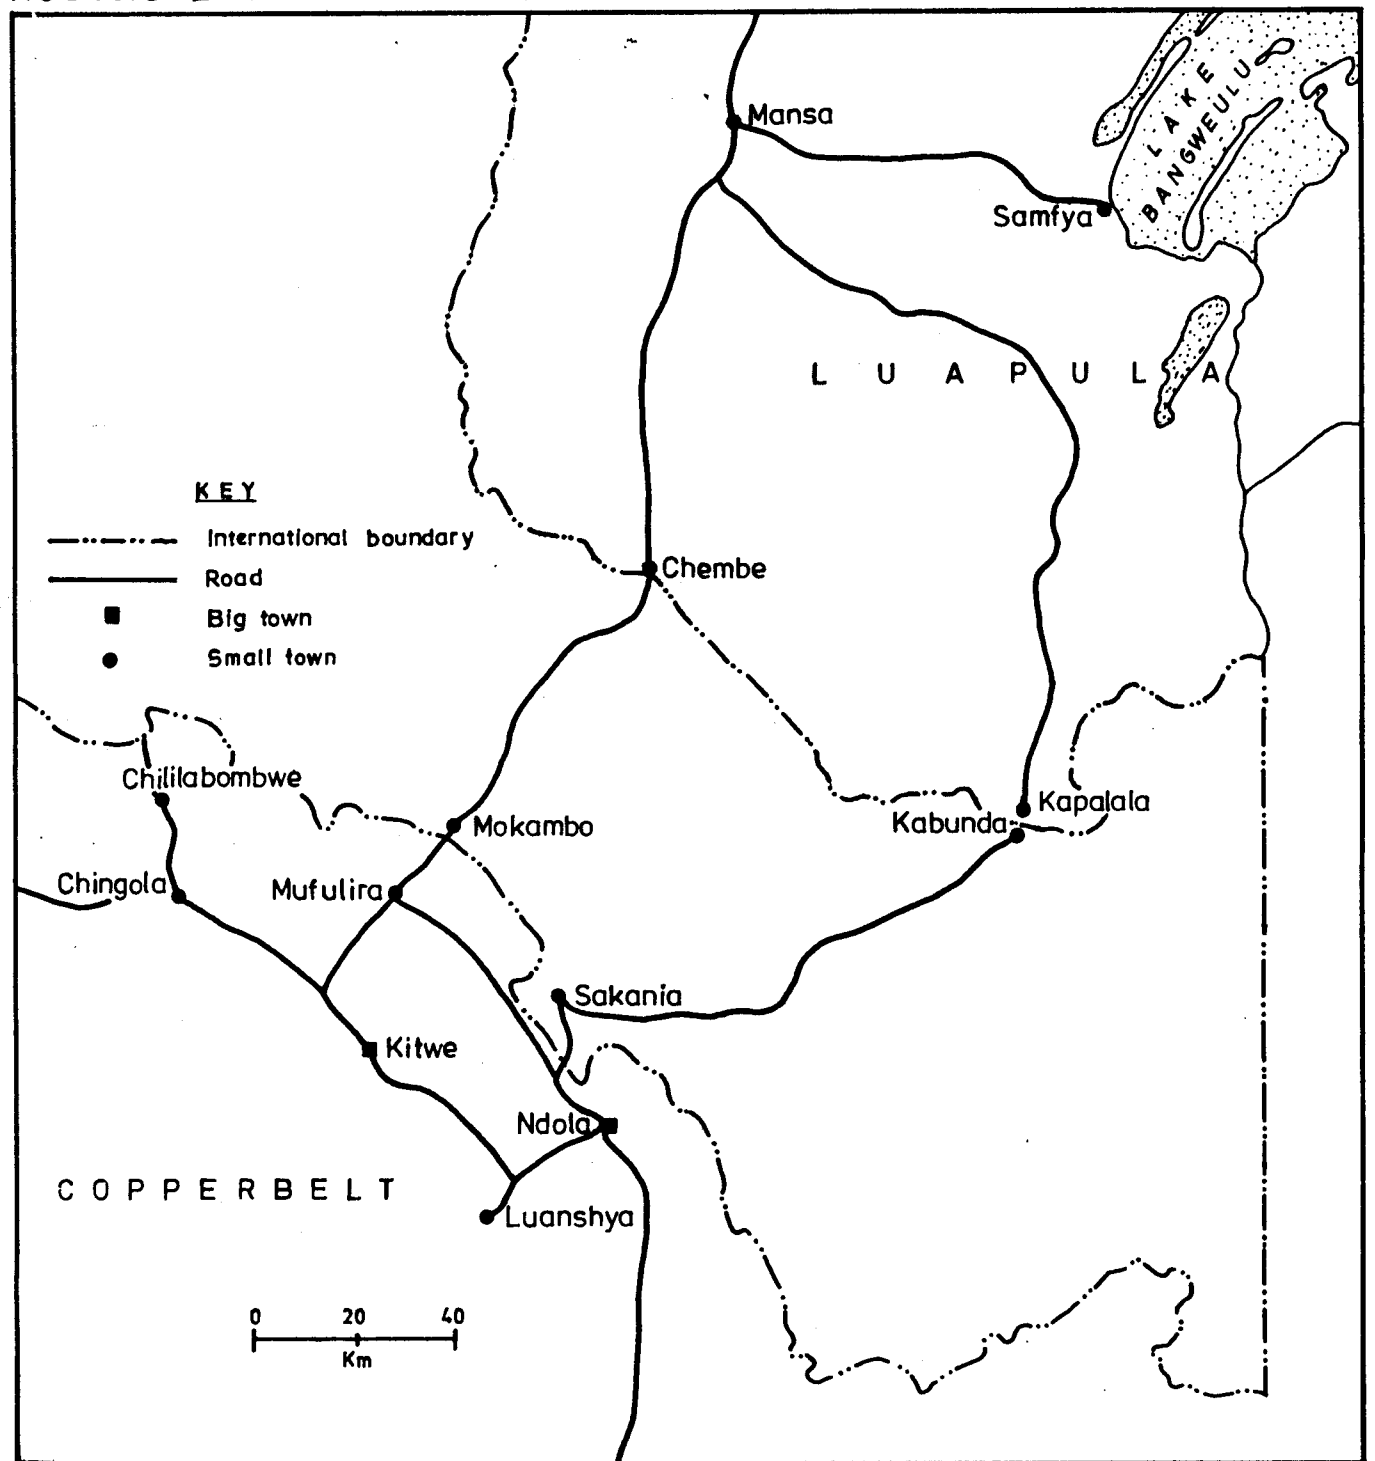 Mansa
LAKE
BANGWEULU
Samfya
LUAPULA
KEY
International boundary
Road
Big town
Small town
Chembe
Chililabombwe
Mokambo
Kapalala
Kabunda
Chingola
Mufulira
Sakania
Kitwe
Ndola
COPPERBELT
Luanshya
0 20 40
Km